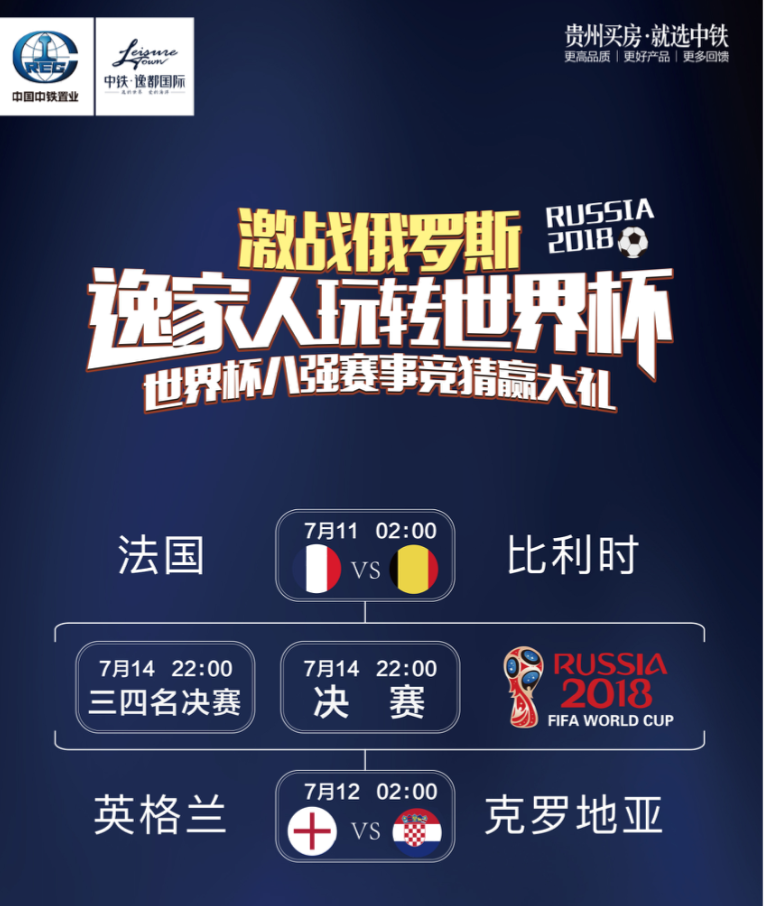 REG
中国中铁置业
Leisure
Town
中铁·逸都国际
贵州买房·就选中铁
更高品质｜更好产品｜更多回馈
激战俄罗斯
RUSSIA
2018
逸家人玩转世界杯
世界杯八强赛事竞猜赢大礼
法国
7月11 02:00
VS
比利时
7月14 22:00
三四名决赛
7月14 22:00
决 赛
RUSSIA
2018
FIFA WORLD CUP
英格兰
7月12 02:00
VS
克罗地亚